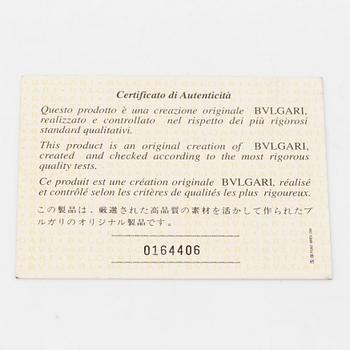 Certificato di Autenticità
Questo prodotto è una creazione originale BVLGARI,
realizzato e controllato nel rispetto dei più rigorosi
standard qualitativi.
This product is an original creation of BVLGARI,
created and checked according to the most rigorous
quality tests.
Ce produit est une création originale BVLGARI, réalisé
et contrôlé selon les critères de qualités les plus rigoureux.
この製品は、厳選された高品質の素材を活かして作られたブ
ルガリのオリジナル製品です。
0164406